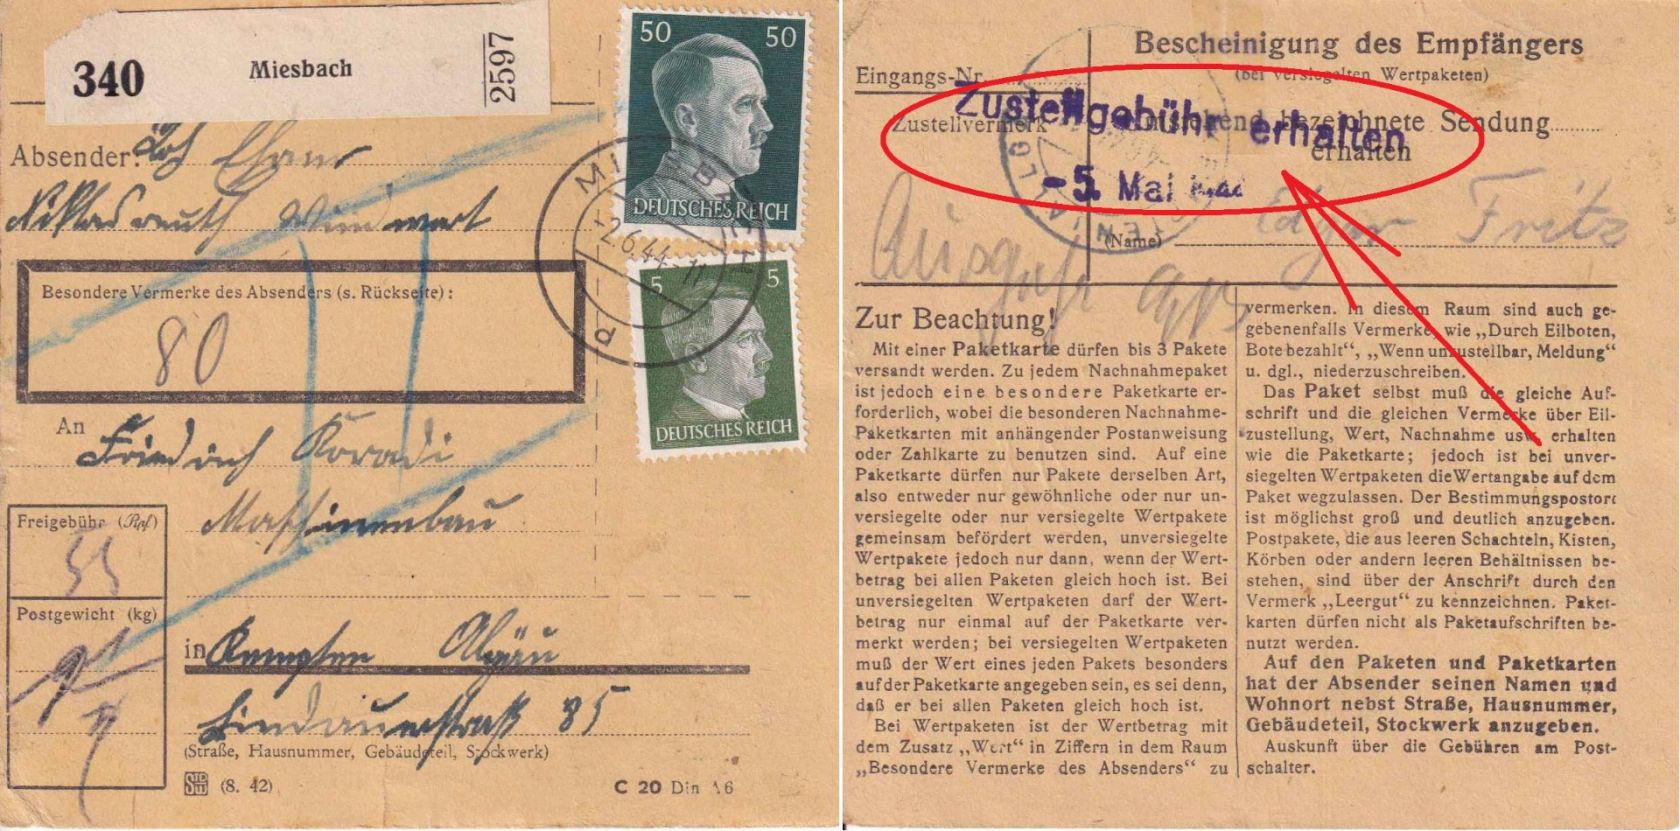 340 Miesbach 2597
50 50
DEUTSCHES REICH
5 5
DEUTSCHES REICH
MIESBACH
-2.6.44-11
Absender:
Besondere Vermerke des Absenders (s. Rückseite):
80
An Friedrich Koradi
Maschinenbau
Freigebühr (Rpf)
55
Postgewicht (kg)
in Kempten Allgäu
Lindauerstraße 85
(Straße, Hausnummer, Gebäudeteil, Stockwerk)
(8. 42)
C 20 Din A6
Bescheinigung des Empfängers
(bei versiegelten Wertpaketen)
Eingangs-Nr.
Zustellvermerk
bezeichnete Sendung
erhalten
Zustellgebühr erhalten
-5. Mai
(Name) Edgar Fritz
Zur Beachtung!
Mit einer Paketkarte dürfen bis 3 Pakete
versandt werden. Zu jedem Nachnahmepaket
ist jedoch eine besondere Paketkarte er-
forderlich, wobei die besonderen Nachnahme-
Paketkarten mit anhängender Postanweisung
oder Zahlkarte zu benutzen sind. Auf eine
Paketkarte dürfen nur Pakete derselben Art,
also entweder nur gewöhnliche oder nur un-
versiegelte oder nur versiegelte Wertpakete
gemeinsam befördert werden, unversiegelte
Wertpakete jedoch nur dann, wenn der Wert-
betrag bei allen Paketen gleich hoch ist. Bei
unversiegelten Wertpaketen darf der Wert-
betrag nur einmal auf der Paketkarte ver-
merkt werden; bei versiegelten Wertpaketen
muß der Wert eines jeden Pakets besonders
auf der Paketkarte angegeben sein, es sei denn,
daß er bei allen Paketen gleich hoch ist.
Bei Wertpaketen ist der Wertbetrag mit
dem Zusatz „Wert“ in Ziffern in dem Raum
„Besondere Vermerke des Absenders“ zu
vermerken. In diesem Raum sind auch ge-
gebenenfalls Vermerke, wie „Durch Eilboten,
Bote bezahlt“, „Wenn unzustellbar, Meldung“
u. dgl., niederzuschreiben.
Das Paket selbst muß die gleiche Auf-
schrift und die gleichen Vermerke über Eil-
zustellung, Wert, Nachnahme usw. erhalten
wie die Paketkarte; jedoch ist bei unver-
siegelten Wertpaketen die Wertangabe auf dem
Paket wegzulassen. Der Bestimmungspostort
ist möglichst groß und deutlich anzugeben.
Postpakete, die aus leeren Schachteln, Kisten,
Körben oder andern leeren Behältnissen be-
stehen, sind über der Anschrift durch den
Vermerk „Leergut“ zu kennzeichnen. Paket-
karten dürfen nicht als Paketaufschriften be-
nutzt werden.
Auf den Paketen und Paketkarten
hat der Absender seinen Namen und
Wohnort nebst Straße, Hausnummer,
Gebäudeteil, Stockwerk anzugeben.
Auskunft über die Gebühren am Post-
schalter.